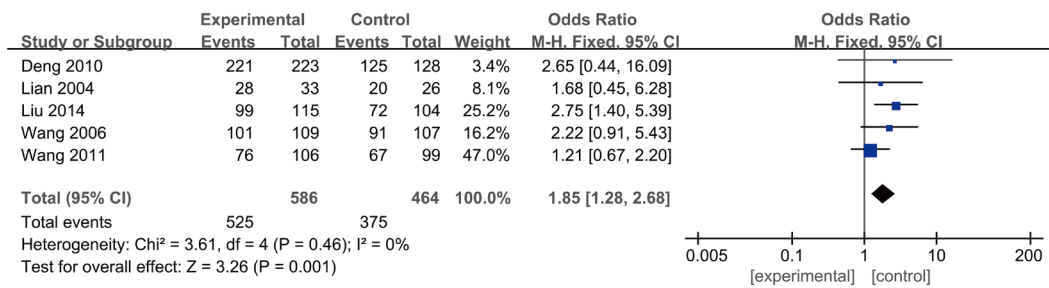 Experimental Control Odds Ratio Odds Ratio
Study or Subgroup Events Total Events Total Weight M-H. Fixed. 95% CI M-H. Fixed. 95% CI
Deng 2010 221 223 125 128 3.4% 2.65 [0.44, 16.09]
Lian 2004 28 33 20 26 8.1% 1.68 [0.45, 6.28]
Liu 2014 99 115 72 104 25.2% 2.75 [1.40, 5.39]
Wang 2006 101 109 91 107 16.2% 2.22 [0.91, 5.43]
Wang 2011 76 106 67 99 47.0% 1.21 [0.67, 2.20]
Total (95% CI) 586 464 100.0% 1.85 [1.28, 2.68]
Total events 525 375
Heterogeneity: Chi² = 3.61, df = 4 (P = 0.46); I² = 0%
Test for overall effect: Z = 3.26 (P = 0.001)
0.005 0.1 1 10 200
[experimental] [control]